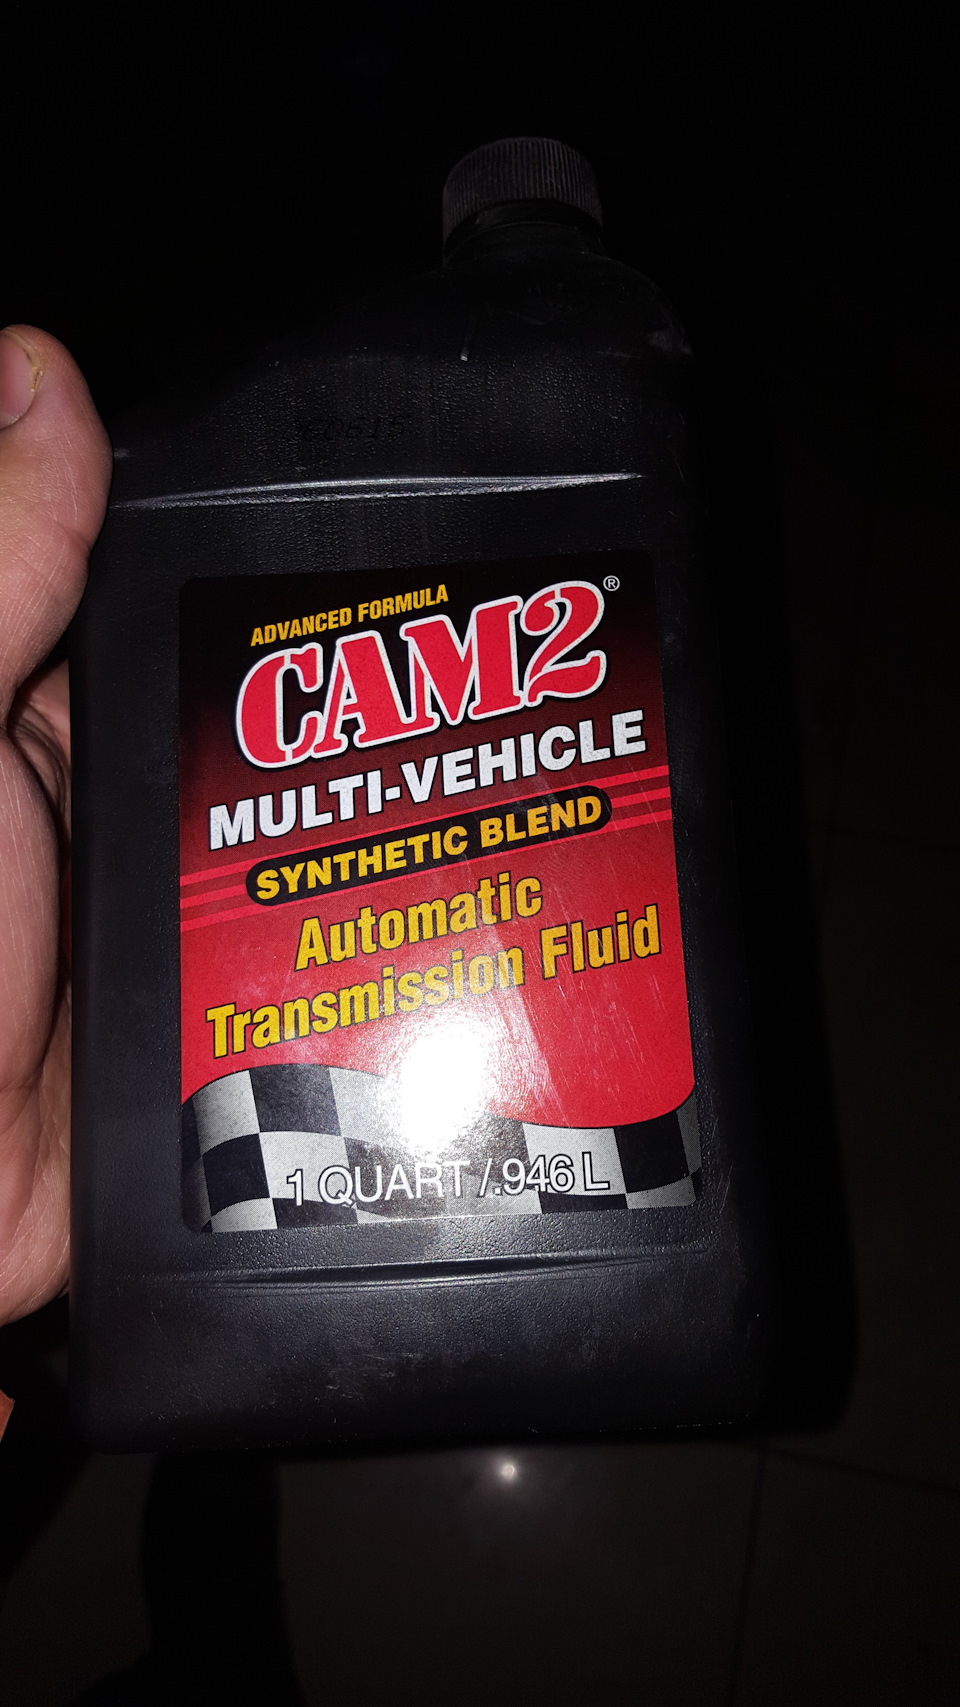 ADVANCED FORMULA
CAM2®
MULTI-VEHICLE
SYNTHETIC BLEND
Automatic
Transmission Fluid
1 QUART /.946 L